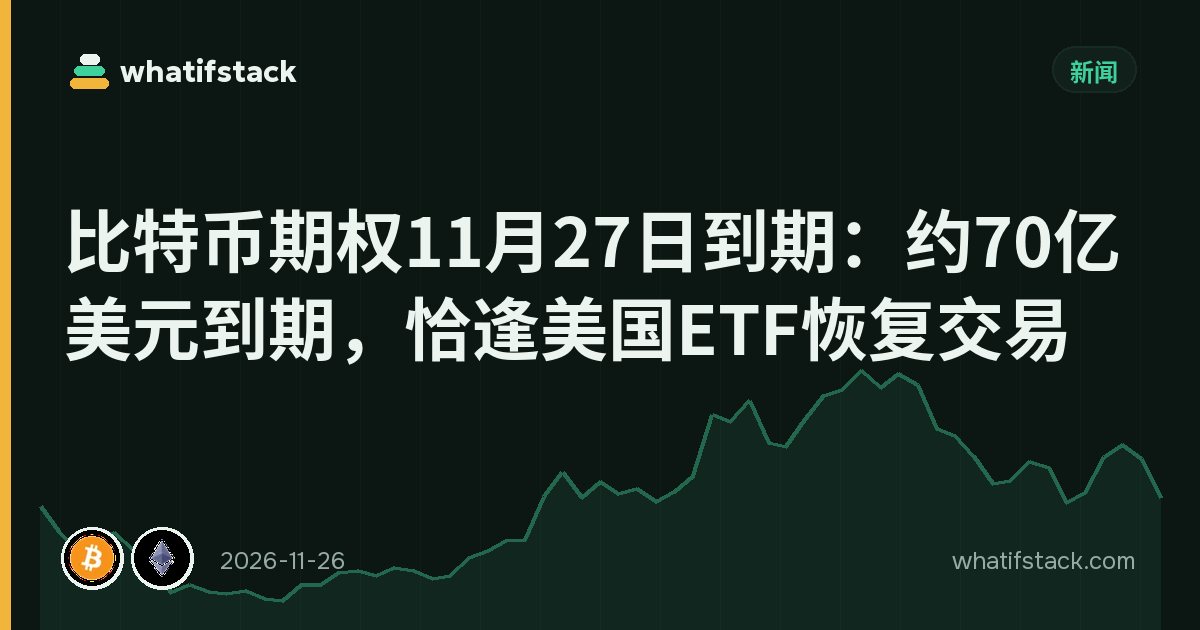 whatifstack
新闻
比特币期权11月27日到期：约70亿
美元到期，恰逢美国ETF恢复交易
2026-11-26
whatifstack.com